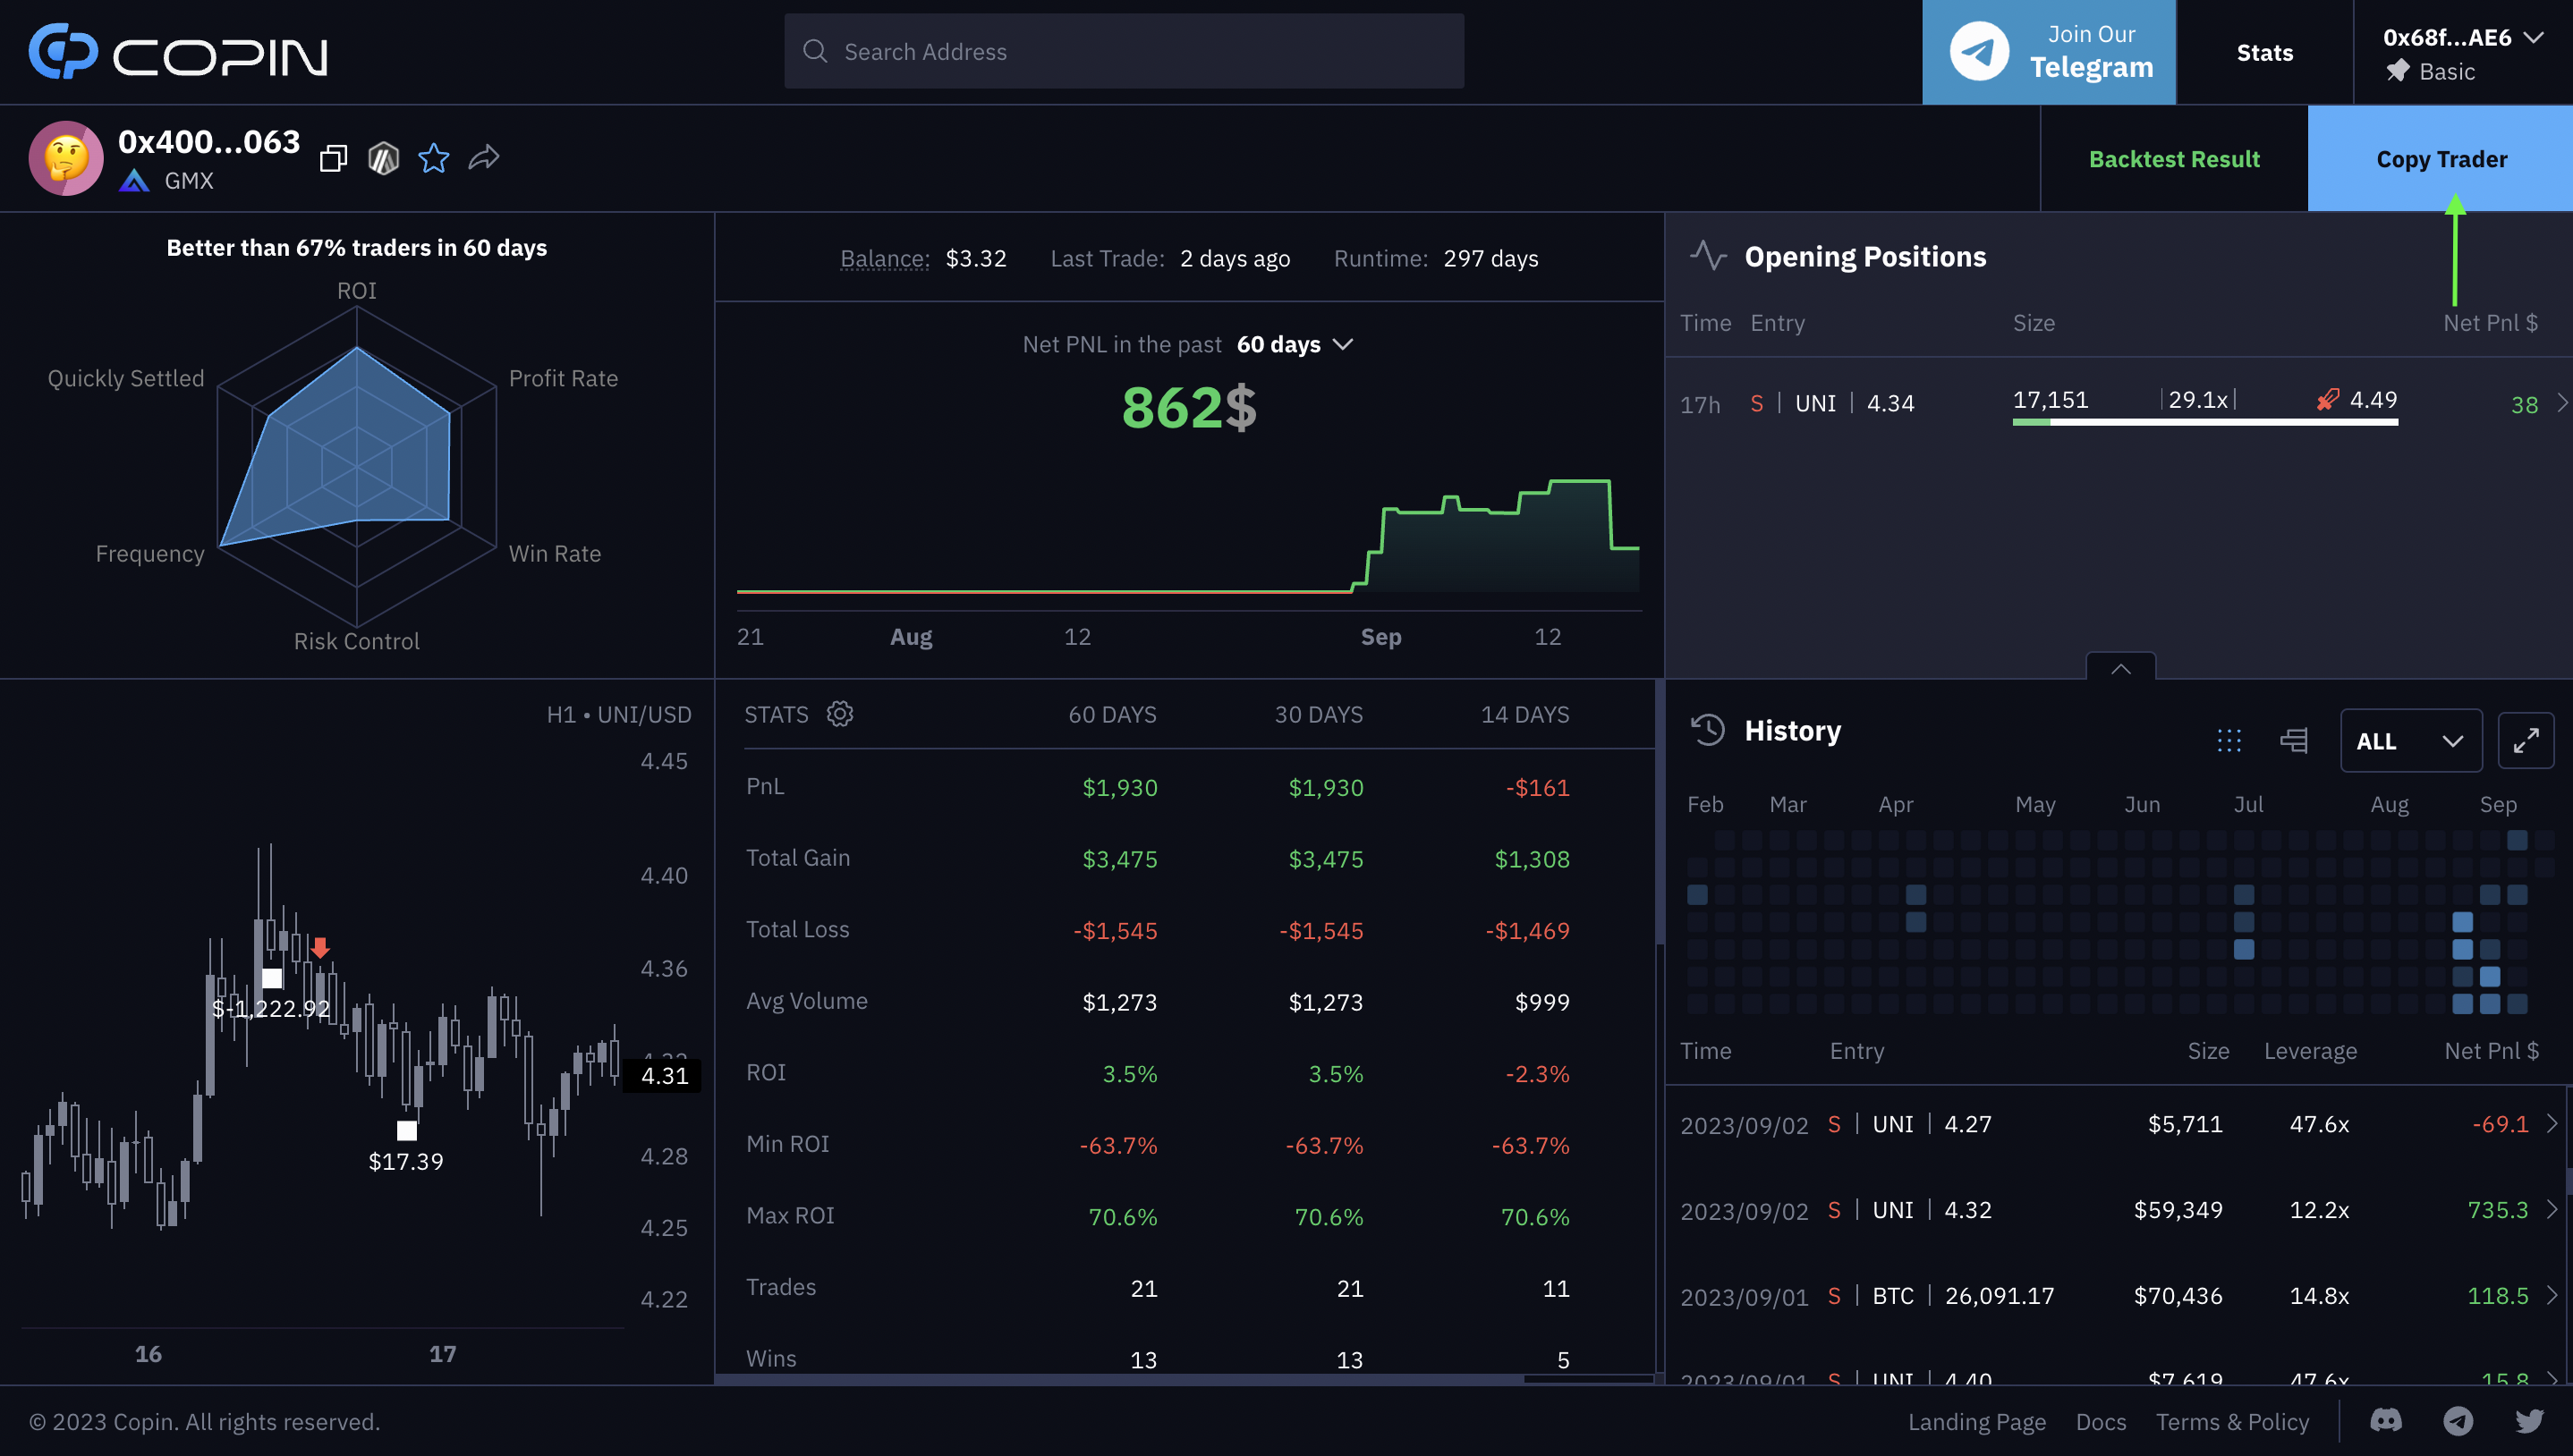 COPIN
Search Address
Join Our
Telegram
Stats
0x68f...AE6
Basic
0x400...063
GMX
Backtest Result
Copy Trader
Better than 67% traders in 60 days
ROI
Quickly Settled
Profit Rate
Frequency
Win Rate
Risk Control
Balance: $3.32 Last Trade: 2 days ago Runtime: 297 days
Net PNL in the past 60 days
862$
21 Aug 12 Sep 12
Opening Positions
Time Entry Size Net Pnl $
17h S | UNI | 4.34 17,151 |29.1x| 4.49 38
H1 • UNI/USD
4.45
4.40
4.36
$-1,222.92
4.31
$17.39
4.28
4.25
4.22
16 17
STATS 60 DAYS 30 DAYS 14 DAYS
PnL $1,930 $1,930 -$161
Total Gain $3,475 $3,475 $1,308
Total Loss -$1,545 -$1,545 -$1,469
Avg Volume $1,273 $1,273 $999
ROI 3.5% 3.5% -2.3%
Min ROI -63.7% -63.7% -63.7%
Max ROI 70.6% 70.6% 70.6%
Trades 21 21 11
Wins 13 13 5
History
ALL
Feb Mar Apr May Jun Jul Aug Sep
Time Entry Size Leverage Net Pnl $
2023/09/02 S | UNI | 4.27 $5,711 47.6x -69.1
2023/09/02 S | UNI | 4.32 $59,349 12.2x 735.3
2023/09/01 S | BTC | 26,091.17 $70,436 14.8x 118.5
2023/09/01 S | UNI | 4.40 $7,619 47.6x 15.8
© 2023 Copin. All rights reserved.
Landing Page Docs Terms & Policy